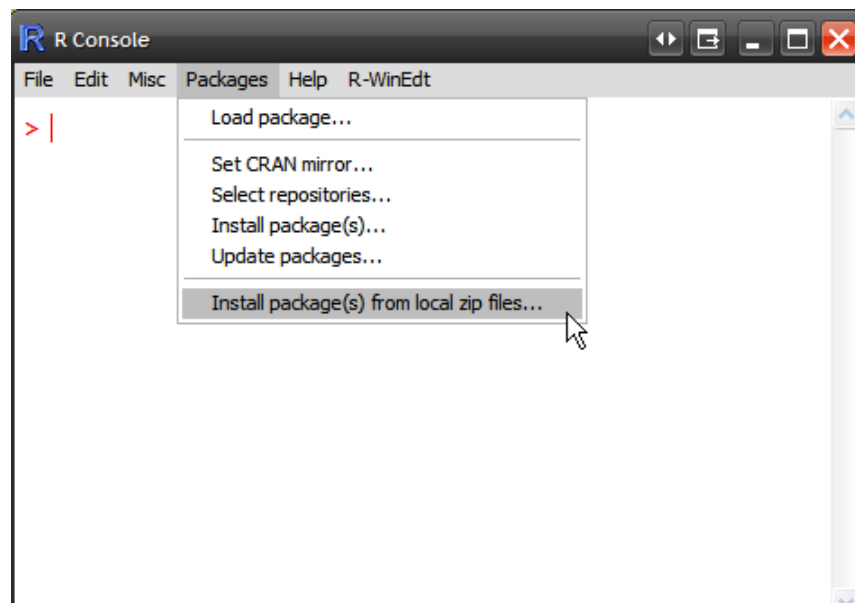 R R Console
File Edit Misc Packages Help R-WinEdt
>
Load package...
Set CRAN mirror...
Select repositories...
Install package(s)...
Update packages...
Install package(s) from local zip files...